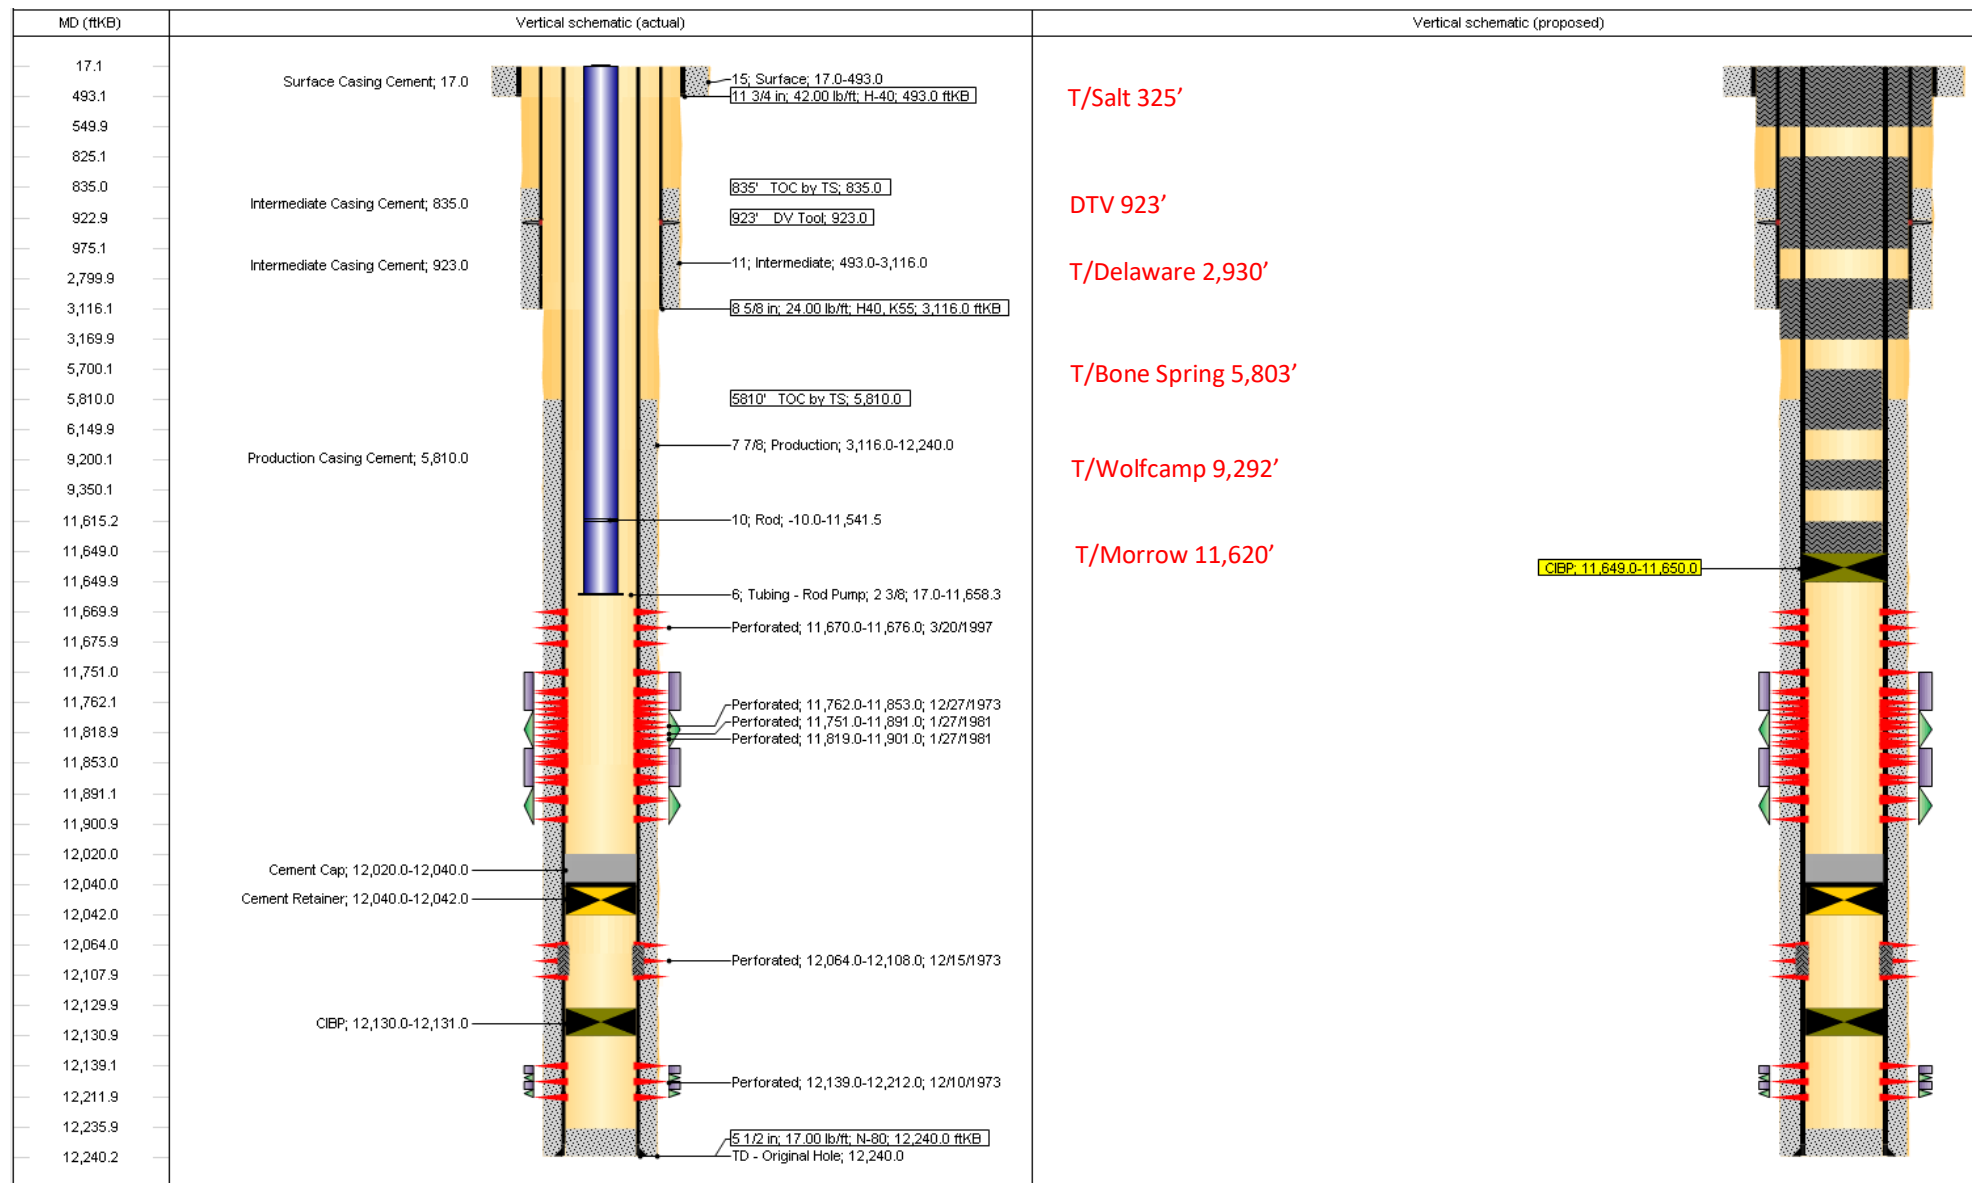 MD (ftKB)
Vertical schematic (actual)
Vertical schematic (proposed)
17.1
493.1
549.9
825.1
835.0
922.9
975.1
2,799.9
3,116.1
3,169.9
5,700.1
5,810.0
6,149.9
9,200.1
9,350.1
11,615.2
11,649.0
11,649.9
11,669.9
11,675.9
11,751.0
11,762.1
11,818.9
11,853.0
11,891.1
11,900.9
12,020.0
12,040.0
12,042.0
12,064.0
12,107.9
12,129.9
12,130.9
12,139.1
12,211.9
12,235.9
12,240.2
Surface Casing Cement; 17.0
Intermediate Casing Cement; 835.0
Intermediate Casing Cement; 923.0
Production Casing Cement; 5,810.0
Cement Cap; 12,020.0-12,040.0
Cement Retainer; 12,040.0-12,042.0
CIBP; 12,130.0-12,131.0
15; Surface; 17.0-493.0
11 3/4 in; 42.00 lb/ft; H-40; 493.0 ftKB
835' TOC by TS; 835.0
923' DV Tool; 923.0
11; Intermediate; 493.0-3,116.0
8 5/8 in; 24.00 lb/ft; H40, K55; 3,116.0 ftKB
5810' TOC by TS; 5,810.0
7 7/8; Production; 3,116.0-12,240.0
10; Rod; -10.0-11,541.5
6; Tubing - Rod Pump; 2 3/8; 17.0-11,658.3
Perforated; 11,670.0-11,676.0; 3/20/1997
Perforated; 11,762.0-11,853.0; 12/27/1973
Perforated; 11,751.0-11,891.0; 1/27/1981
Perforated; 11,819.0-11,901.0; 1/27/1981
Perforated; 12,064.0-12,108.0; 12/15/1973
Perforated; 12,139.0-12,212.0; 12/10/1973
5 1/2 in; 17.00 lb/ft; N-80; 12,240.0 ftKB
TD - Original Hole; 12,240.0
T/Salt 325’
DTV 923’
T/Delaware 2,930’
T/Bone Spring 5,803’
T/Wolfcamp 9,292’
T/Morrow 11,620’
CIBP; 11,649.0-11,650.0